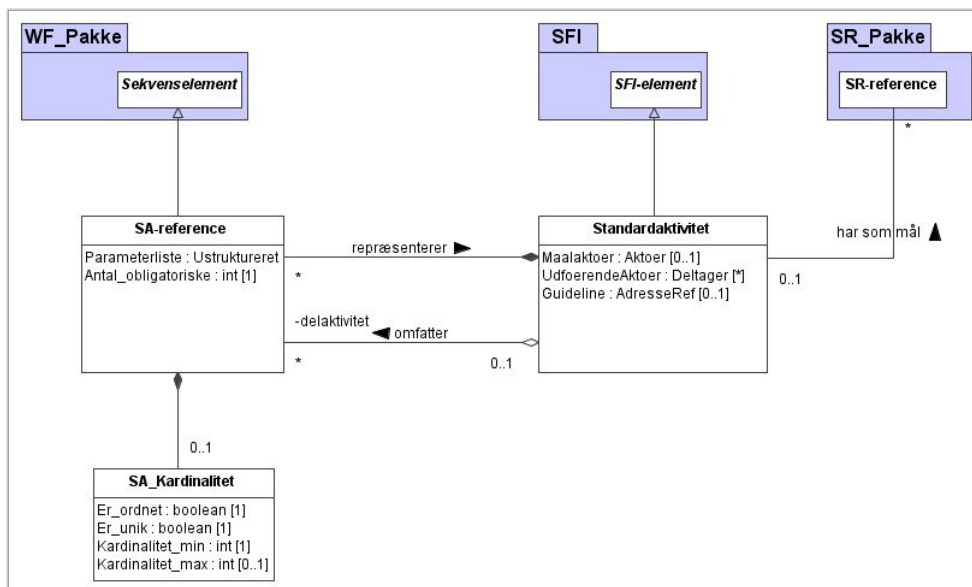 WF_Pakke
Sekvenselement
SFI
SFI-element
SR_Pakke
SR-reference
*
SA-reference
Parameterliste : Ustruktureret
Antal_obligatoriske : int [1]
repræsenterer
*
-delaktivitet
omfatter
*
0..1
Standardaktivitet
Maalaktoer : Aktoer [0..1]
UdfoerendeAktoer : Deltager [*]
Guideline : AdresseRef [0..1]
har som mål
0..1
0..1
SA_Kardinalitet
Er_ordnet : boolean [1]
Er_unik : boolean [1]
Kardinalitet_min : int [1]
Kardinalitet_max : int [0..1]